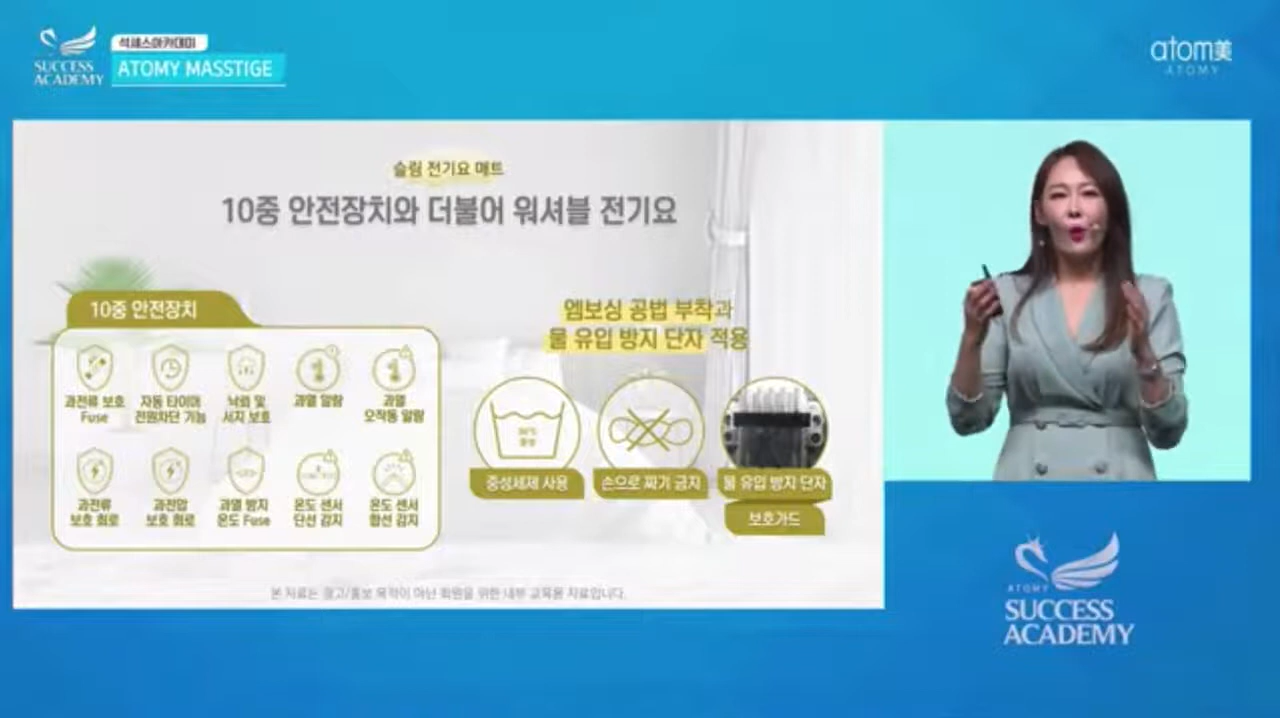 석세스아카데미
SUCCESS
ACADEMY
ATOMY MASSTIGE
atom美
ATOMY
슬림 전기요 매트
10중 안전장치와 더불어 워셔블 전기요
10중 안전장치
과전류 보호
Fuse
자동 타이머
전원차단 기능
낙뢰 및
서지 보호
과열 알람
과열
오작동 알람
과전류
보호 회로
과전압
보호 회로
과열 방지
온도 Fuse
온도 센서
단선 감지
온도 센서
합선 감지
엠보싱 공법 부착과
물 유입 방지 단자 적용
중성세제 사용
손으로 짜기 금지
물 유입 방지 단자
보호가드
본 자료는 광고/홍보 목적이 아닌 회원을 위한 내부 교육용 자료입니다.
ATOMY
SUCCESS
ACADEMY